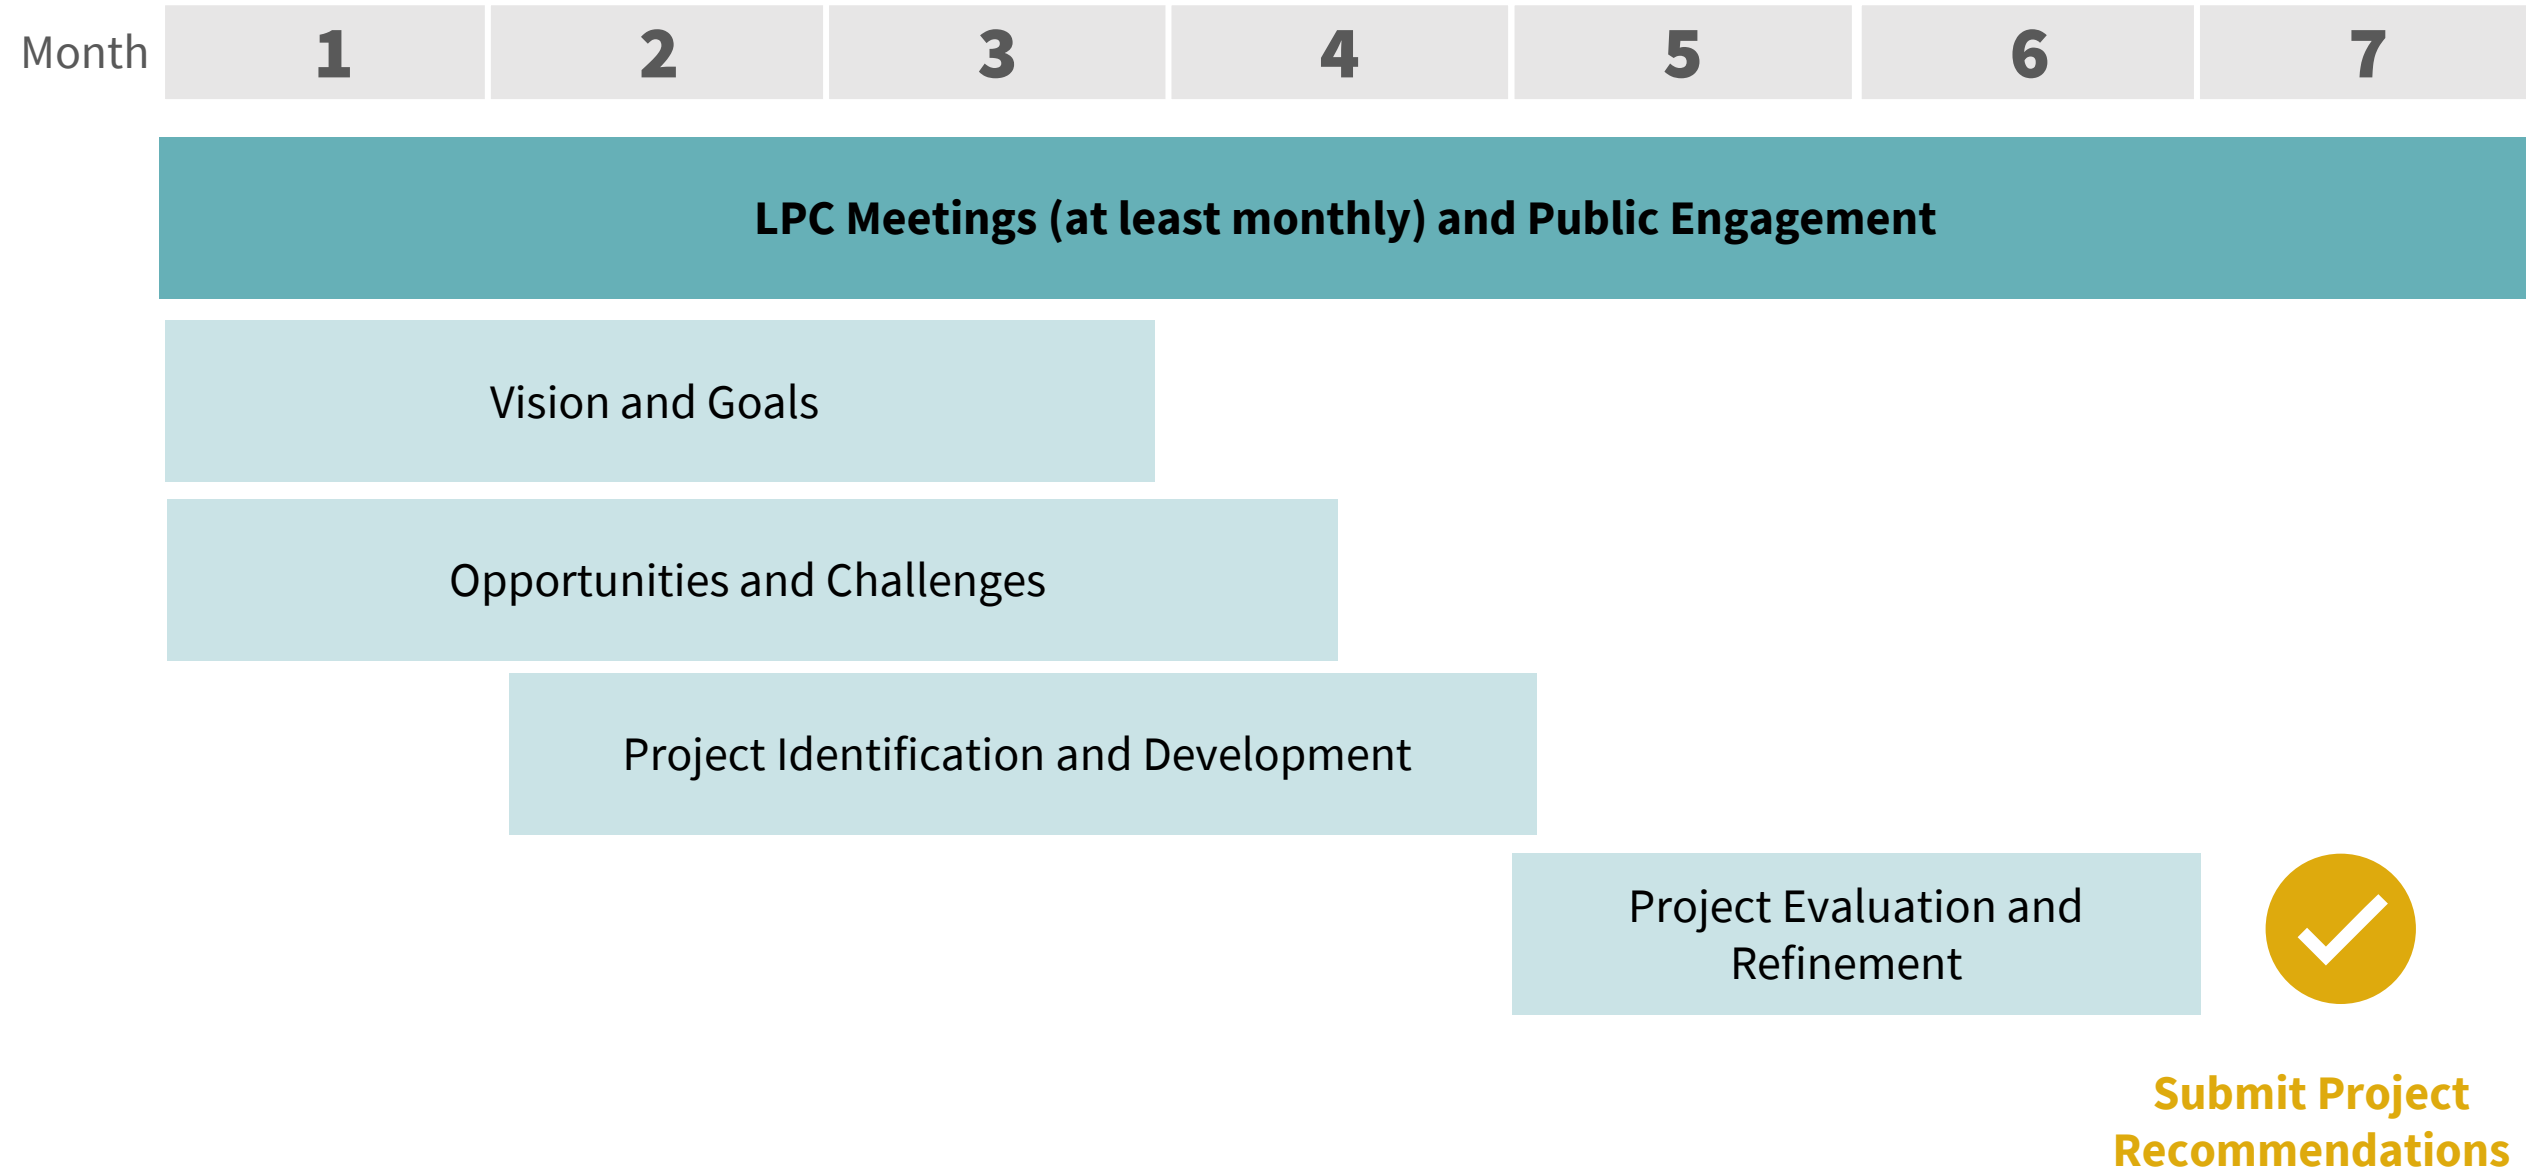 Month 1 2 3 4 5 6 7
LPC Meetings (at least monthly) and Public Engagement
Vision and Goals
Opportunities and Challenges
Project Identification and Development
Project Evaluation and
Refinement
Submit Project
Recommendations